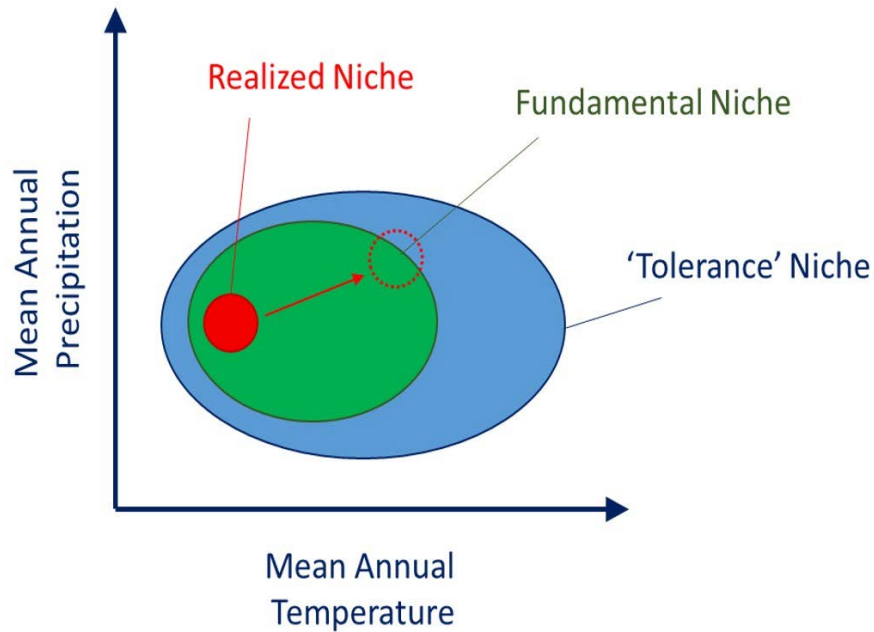 Realized Niche
Fundamental Niche
‘Tolerance’ Niche
Mean Annual
Precipitation
Mean Annual
Temperature